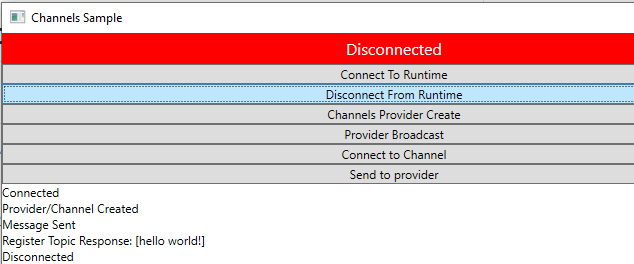 Channels Sample
Disconnected
Connect To Runtime
Disconnect From Runtime
Channels Provider Create
Provider Broadcast
Connect to Channel
Send to provider
Connected
Provider/Channel Created
Message Sent
Register Topic Response: [hello world!]
Disconnected